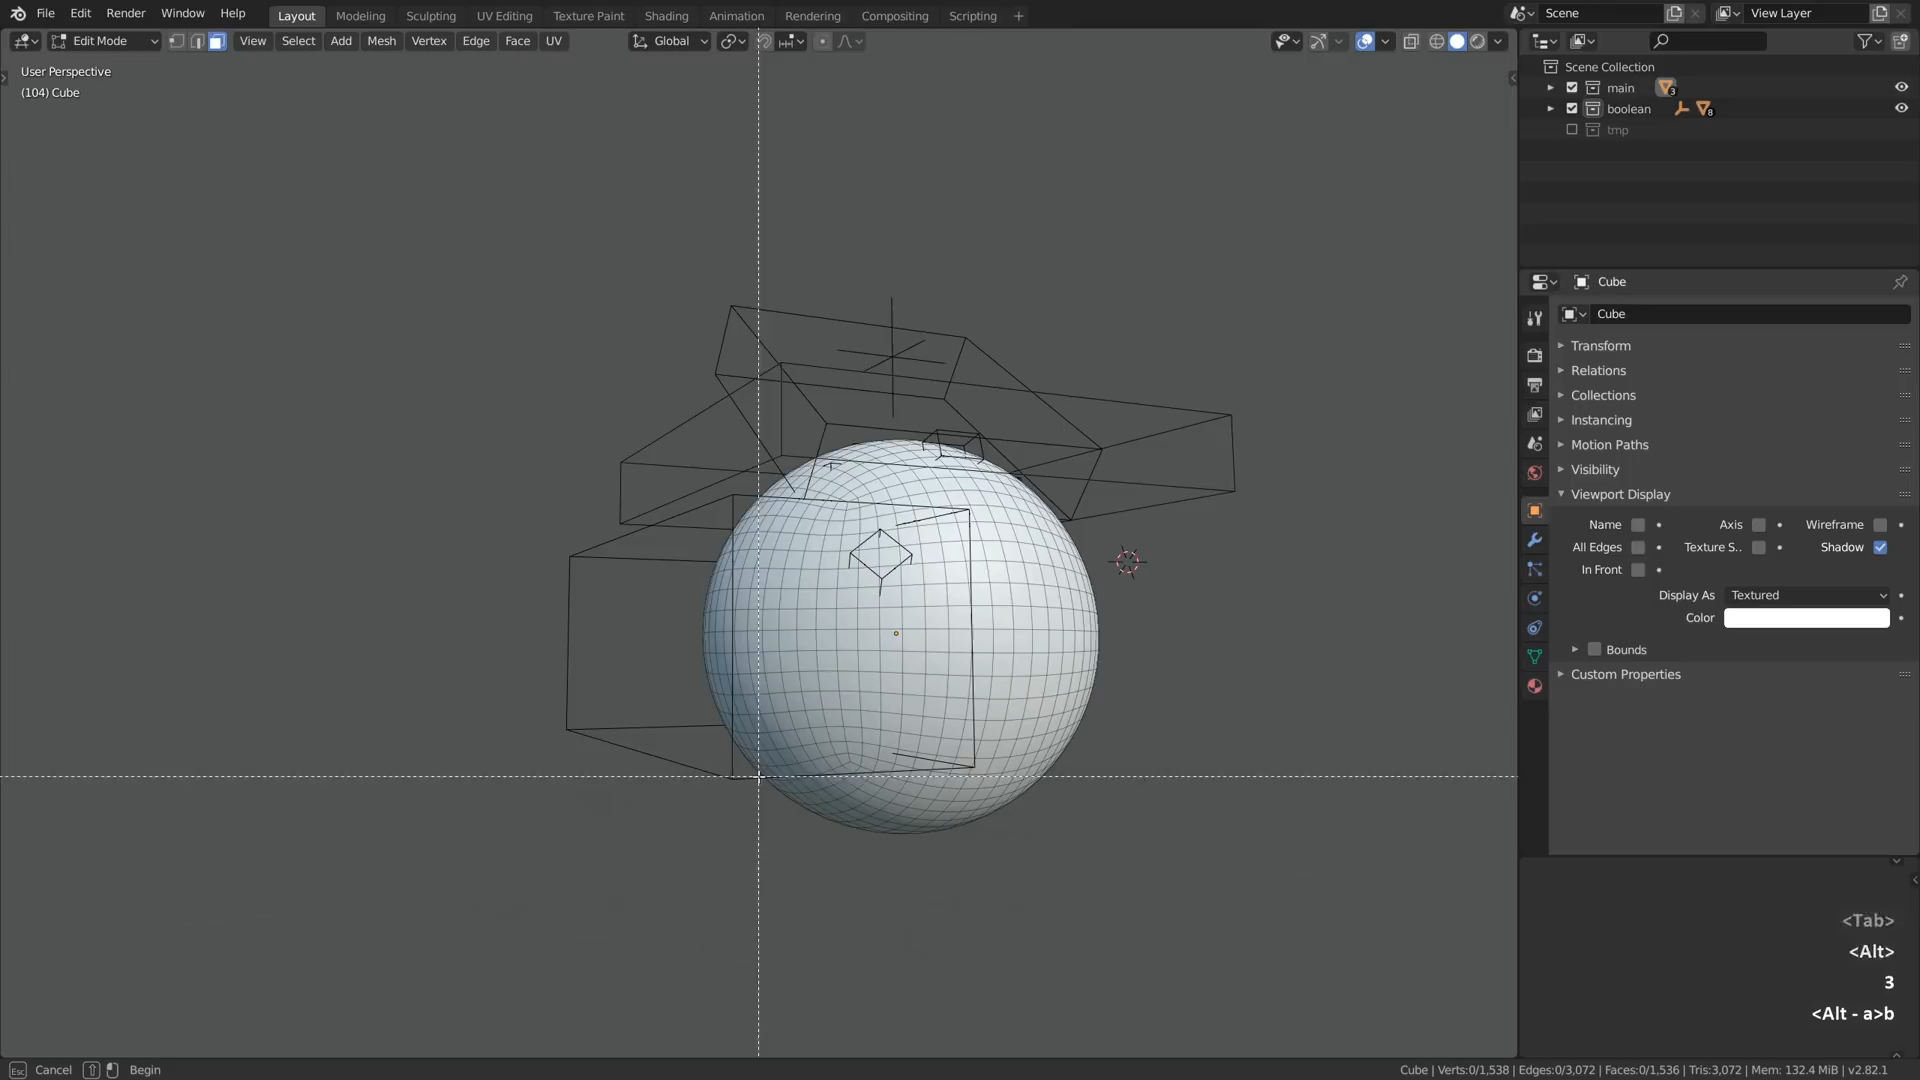 File Edit Render Window Help Layout Modeling Sculpting UV Editing Texture Paint Shading Animation Rendering Compositing Scripting + Scene View Layer
Edit Mode View Select Add Mesh Vertex Edge Face UV Global
User Perspective
(104) Cube
Scene Collection
main 3
boolean 8
tmp
Cube
Cube
Transform
Relations
Collections
Instancing
Motion Paths
Visibility
Viewport Display
Name Axis Wireframe
All Edges Texture S.. Shadow
In Front
Display As Textured
Color
Bounds
Custom Properties
<Tab>
<Alt>
3
<Alt - a>b
Esc Cancel Begin Cube | Verts:0/1,538 | Edges:0/3,072 | Faces:0/1,536 | Tris:3,072 | Mem: 132.4 MiB | v2.82.1